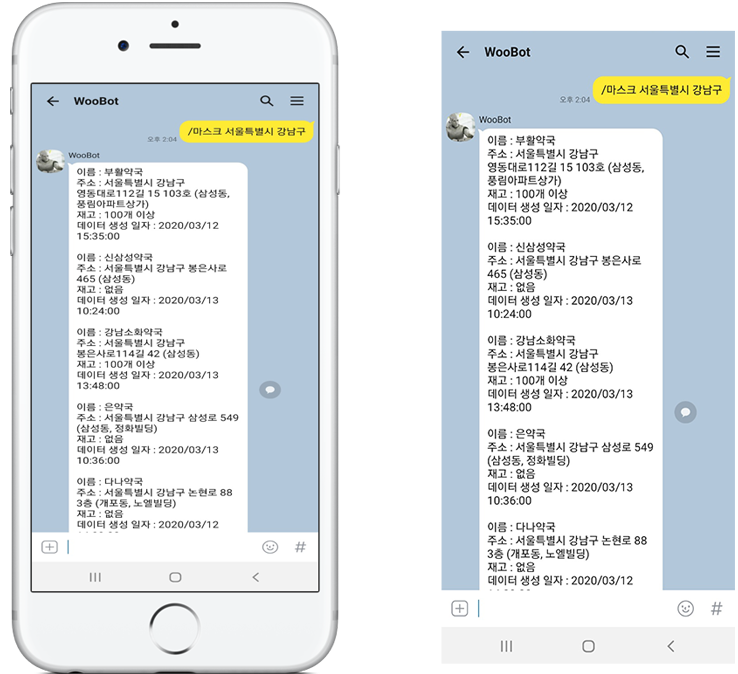 WooBot
/마스크 서울특별시 강남구
오후 2:04
WooBot
이름 : 부활약국
주소 : 서울특별시 강남구
영동대로112길 15 103호 (삼성동,
풍림아파트상가)
재고 : 100개 이상
데이터 생성 일자 : 2020/03/12
15:35:00
이름 : 신삼성약국
주소 : 서울특별시 강남구 봉은사로
465 (삼성동)
재고 : 없음
데이터 생성 일자 : 2020/03/13
10:24:00
이름 : 강남소화약국
주소 : 서울특별시 강남구
봉은사로114길 42 (삼성동)
재고 : 100개 이상
데이터 생성 일자 : 2020/03/13
13:48:00
이름 : 은약국
주소 : 서울특별시 강남구 삼성로 549
(삼성동, 정화빌딩)
재고 : 없음
데이터 생성 일자 : 2020/03/13
10:36:00
이름 : 다나약국
주소 : 서울특별시 강남구 논현로 88
3층 (개포동, 노엘빌딩)
재고 : 없음
데이터 생성 일자 : 2020/03/12
#
WooBot
/마스크 서울특별시 강남구
오후 2:04
WooBot
이름 : 부활약국
주소 : 서울특별시 강남구
영동대로112길 15 103호 (삼성동,
풍림아파트상가)
재고 : 100개 이상
데이터 생성 일자 : 2020/03/12
15:35:00
이름 : 신삼성약국
주소 : 서울특별시 강남구 봉은사로
465 (삼성동)
재고 : 없음
데이터 생성 일자 : 2020/03/13
10:24:00
이름 : 강남소화약국
주소 : 서울특별시 강남구
봉은사로114길 42 (삼성동)
재고 : 100개 이상
데이터 생성 일자 : 2020/03/13
13:48:00
이름 : 은약국
주소 : 서울특별시 강남구 삼성로 549
(삼성동, 정화빌딩)
재고 : 없음
데이터 생성 일자 : 2020/03/13
10:36:00
이름 : 다나약국
주소 : 서울특별시 강남구 논현로 88
3층 (개포동, 노엘빌딩)
재고 : 없음
데이터 생성 일자 : 2020/03/12
#